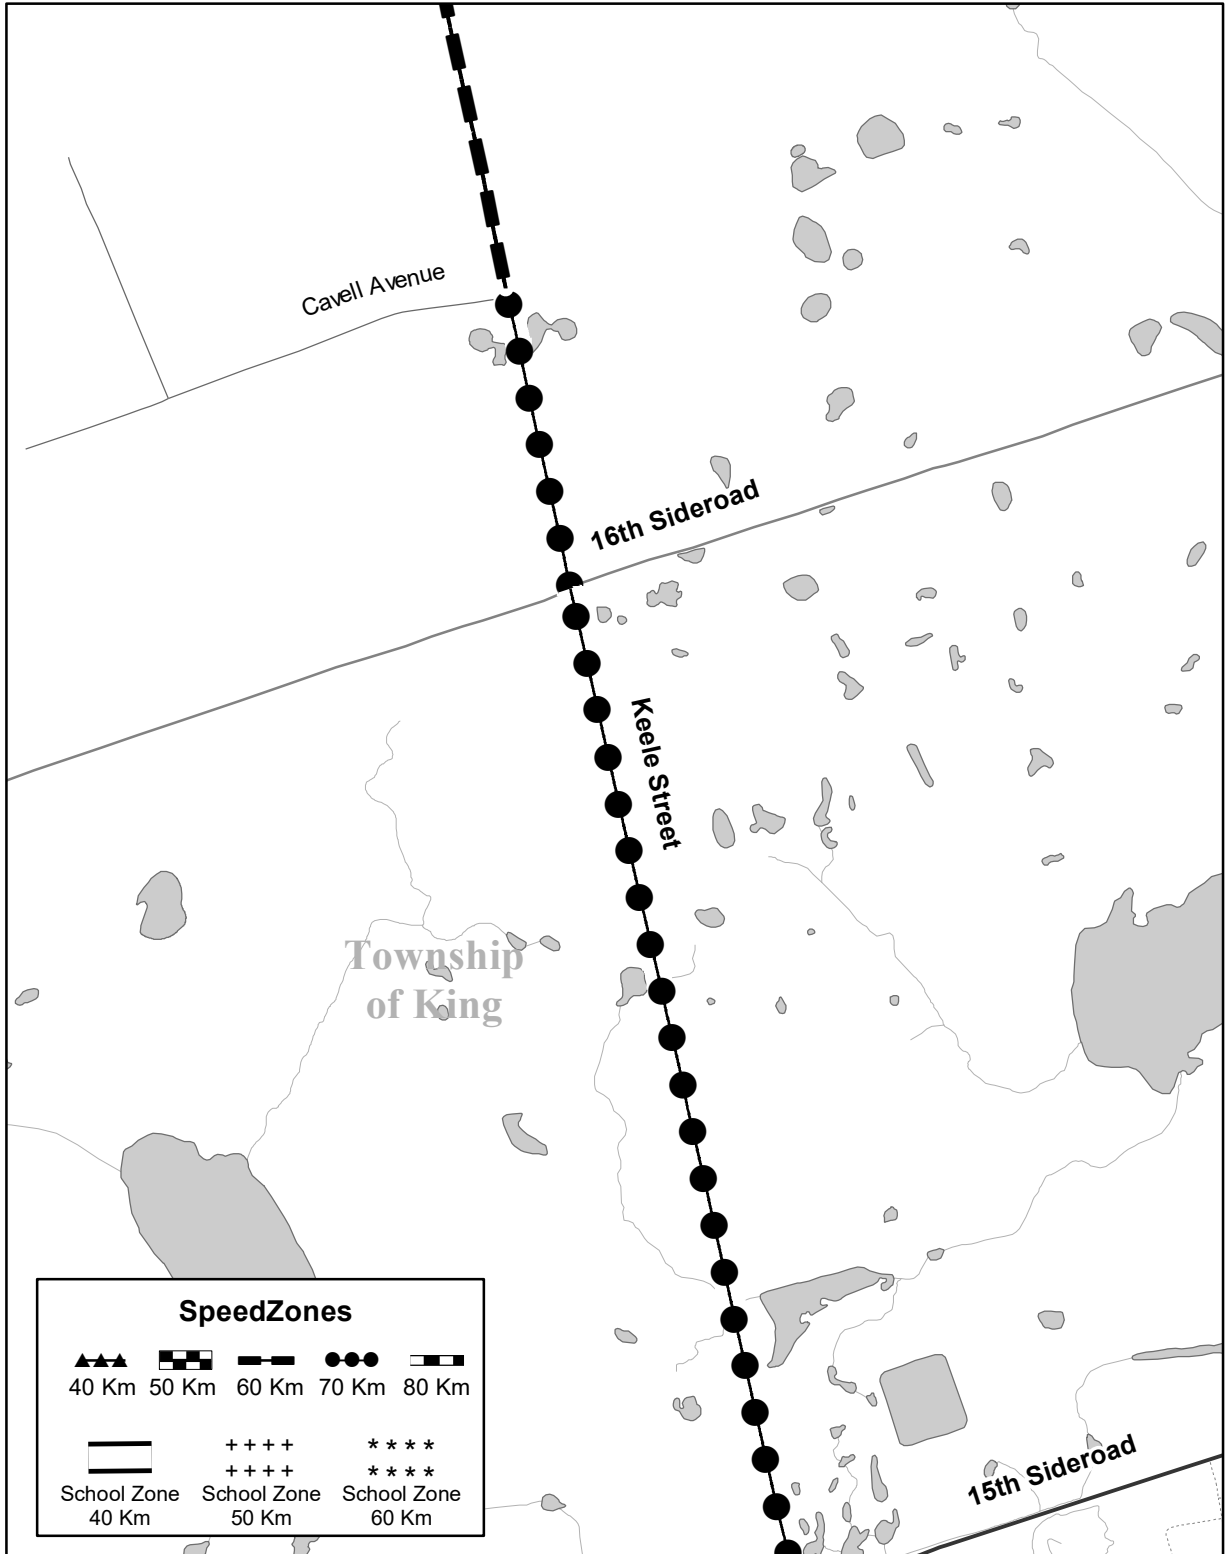 Cavell Avenue
16th Sideroad
Keele Street
Township
of King
15th Sideroad
SpeedZones
40 Km 50 Km 60 Km 70 Km 80 Km
School Zone School Zone School Zone
40 Km 50 Km 60 Km